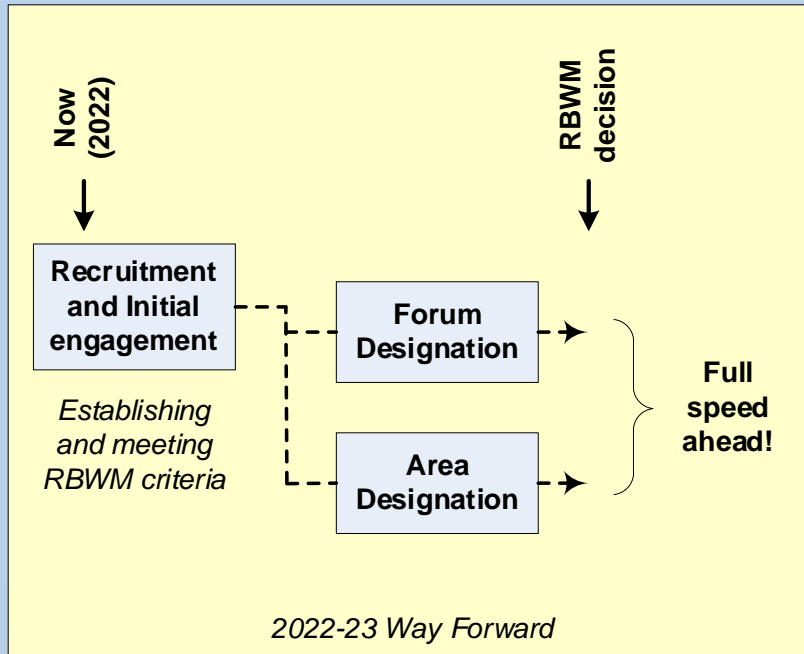 Now
(2022)
RBWM
decision
Recruitment
and Initial
engagement
Establishing
and meeting
RBWM criteria
Forum
Designation
Area
Designation
Full
speed
ahead!
2022-23 Way Forward